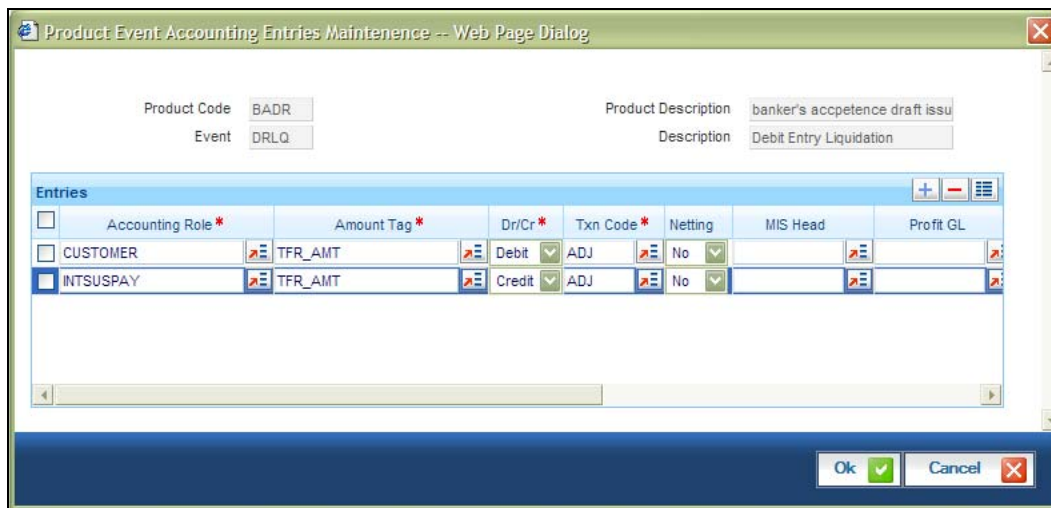 Product Event Accounting Entries Maintenence -- Web Page Dialog
Product Code BADR Product Description banker's accpetence draft issu
Event DRLQ Description Debit Entry Liquidation
Entries
Accounting Role * Amount Tag * Dr/Cr * Txn Code * Netting MIS Head Profit GL
CUSTOMER TFR_AMT Debit ADJ No
INTSUSPAY TFR_AMT Credit ADJ No
Ok Cancel